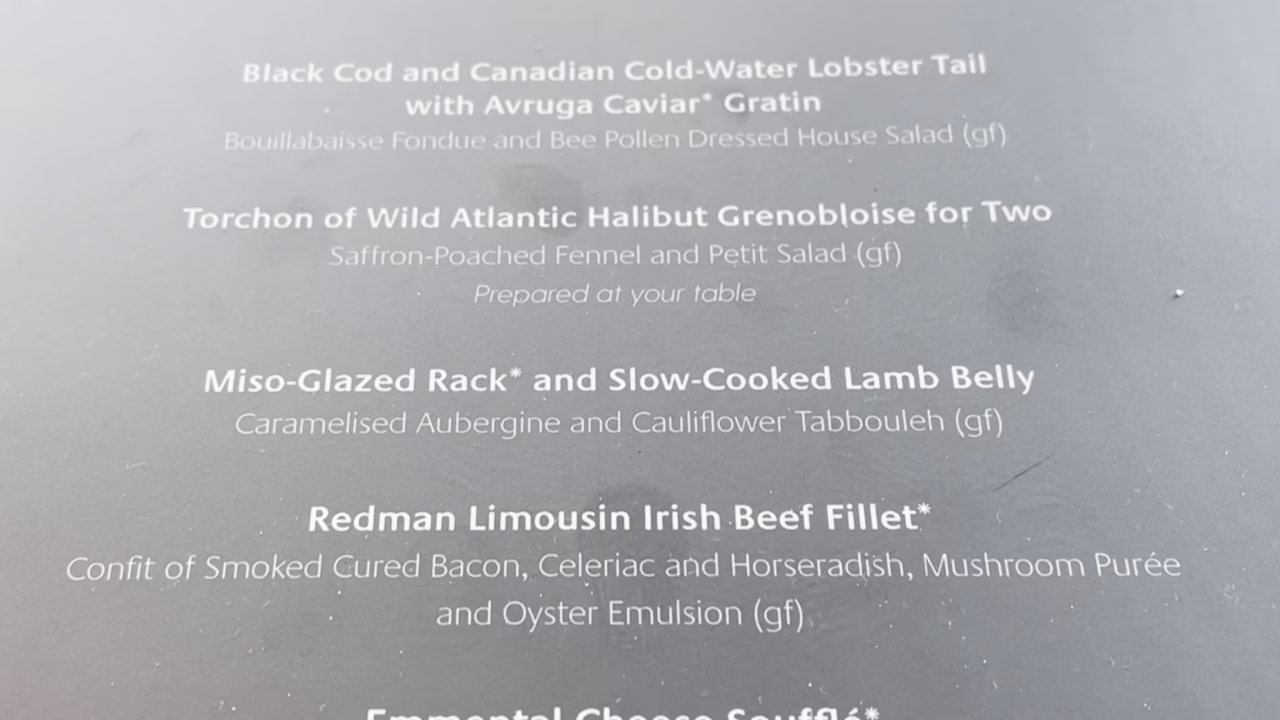 Black Cod and Canadian Cold-Water Lobster Tail
with Avruga Caviar* Gratin
Bouillabaisse Fondue and Bee Pollen Dressed House Salad (gf)
Torchon of Wild Atlantic Halibut Grenobloise for Two
Saffron-Poached Fennel and Petit Salad (gf)
Prepared at your table
Miso-Glazed Rack* and Slow-Cooked Lamb Belly
Caramelised Aubergine and Cauliflower Tabbouleh (gf)
Redman Limousin Irish Beef Fillet*
Confit of Smoked Cured Bacon, Celeriac and Horseradish, Mushroom Purée
and Oyster Emulsion (gf)
Emmental Cheese Soufflé*